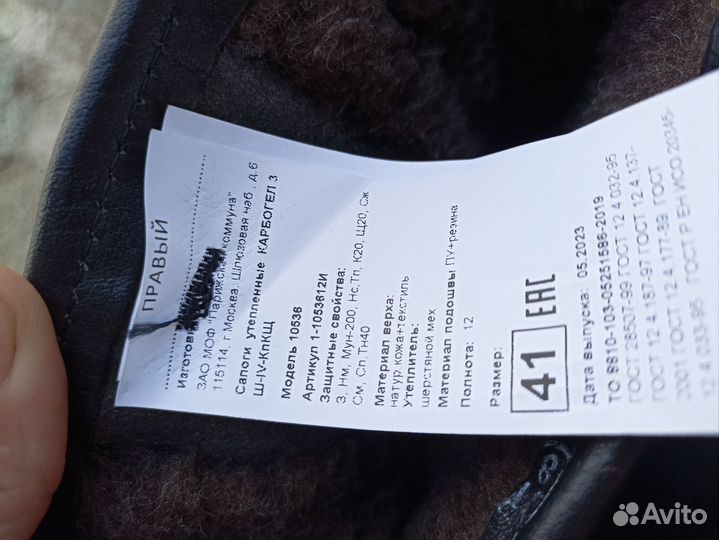 ПРАВЫЙ
Изготов
ЗАО МОФ "Парижская коммуна"
115114, г.Москва, Шлюзовая наб., д.6
Сапоги утепленные КАРБОГЕЛ 3
Ш-IV-КпКЩ
Модель 10536
Артикул 1-1053612И
Защитные свойства:
З, Нм, Мун-200, Нс,Тп, К20, Щ20, Сж
См, Сп,Тн40
Материал верха:
натур кожа+текстиль
Утеплитель:
шерстяной мех
Материал подошвы ПУ+резина
Полнота: 12
Размер:
41 EAC
Дата выпуска: 05.2023
ТО 8810-103-05251586-2019
ГОСТ 28507-99 ГОСТ 12.4.032-95
ГОСТ 12.4.187-97 ГОСТ 12.4.137-
2001 ГОСТ 12.4.177-89 ГОСТ
12.4.033-95 ГОСТ Р ЕН ИСО 20345-
Avito